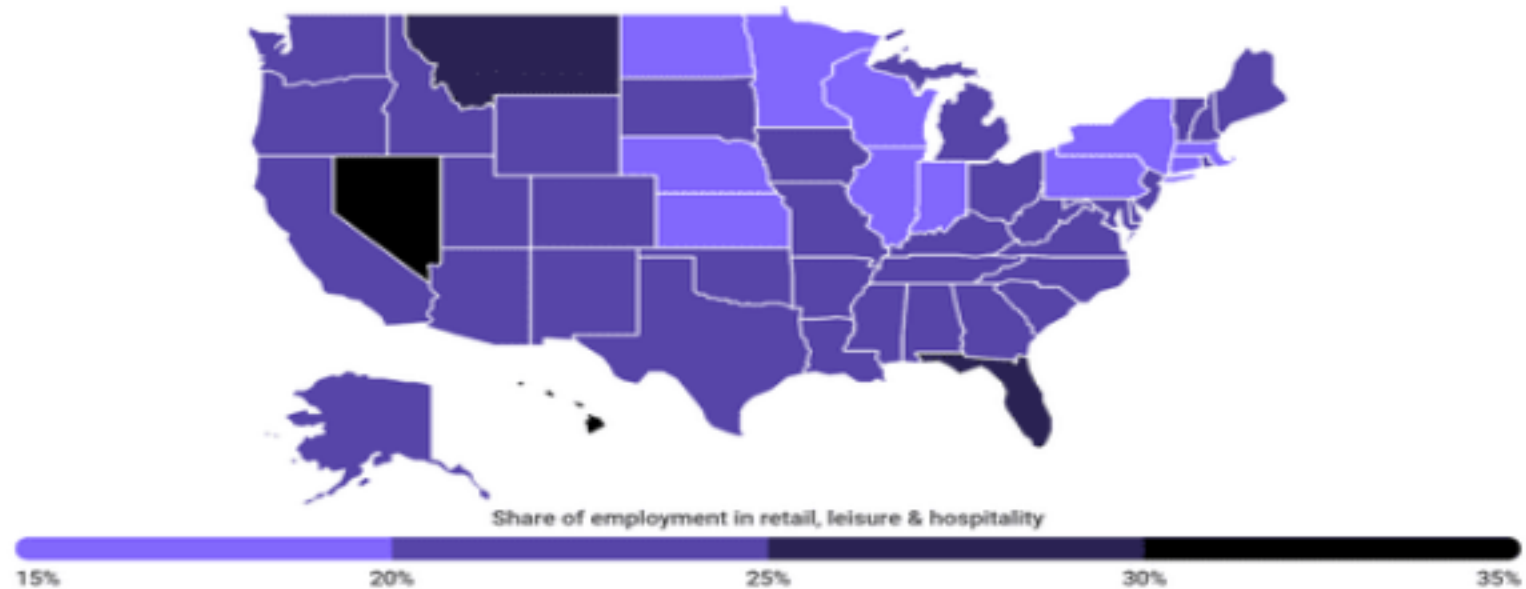 Share of employment in retail, leisure & hospitality
15% 20% 25% 30% 35%